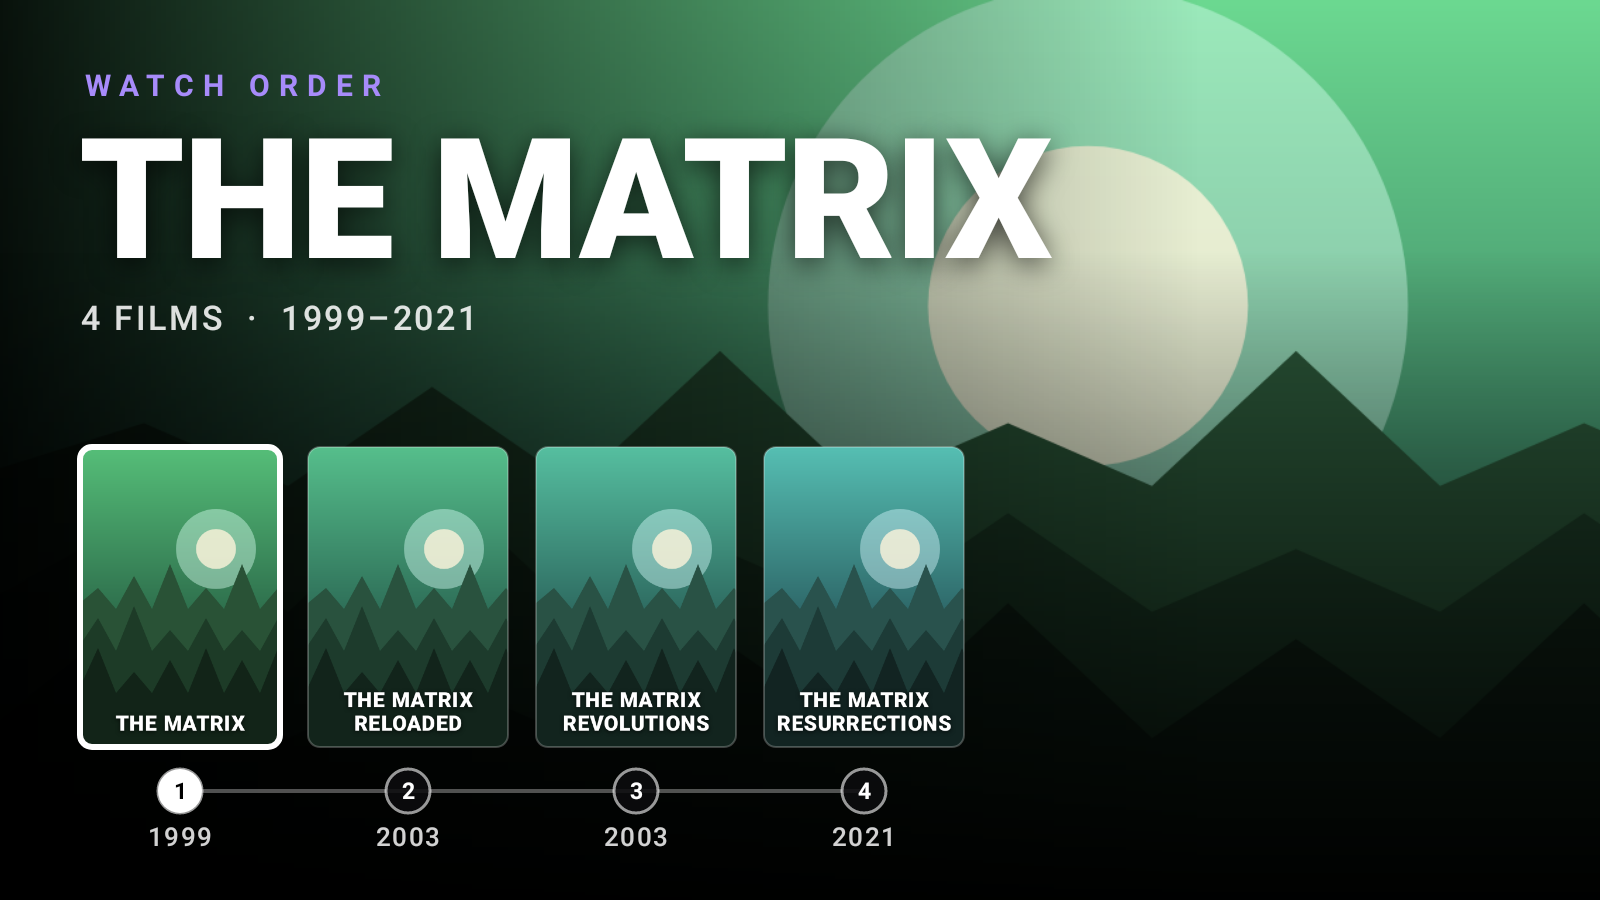 WATCH ORDER
THE MATRIX
4 FILMS · 1999–2021
THE MATRIX
THE MATRIX
RELOADED
THE MATRIX
REVOLUTIONS
THE MATRIX
RESURRECTIONS
1
2
3
4
1999
2003
2003
2021